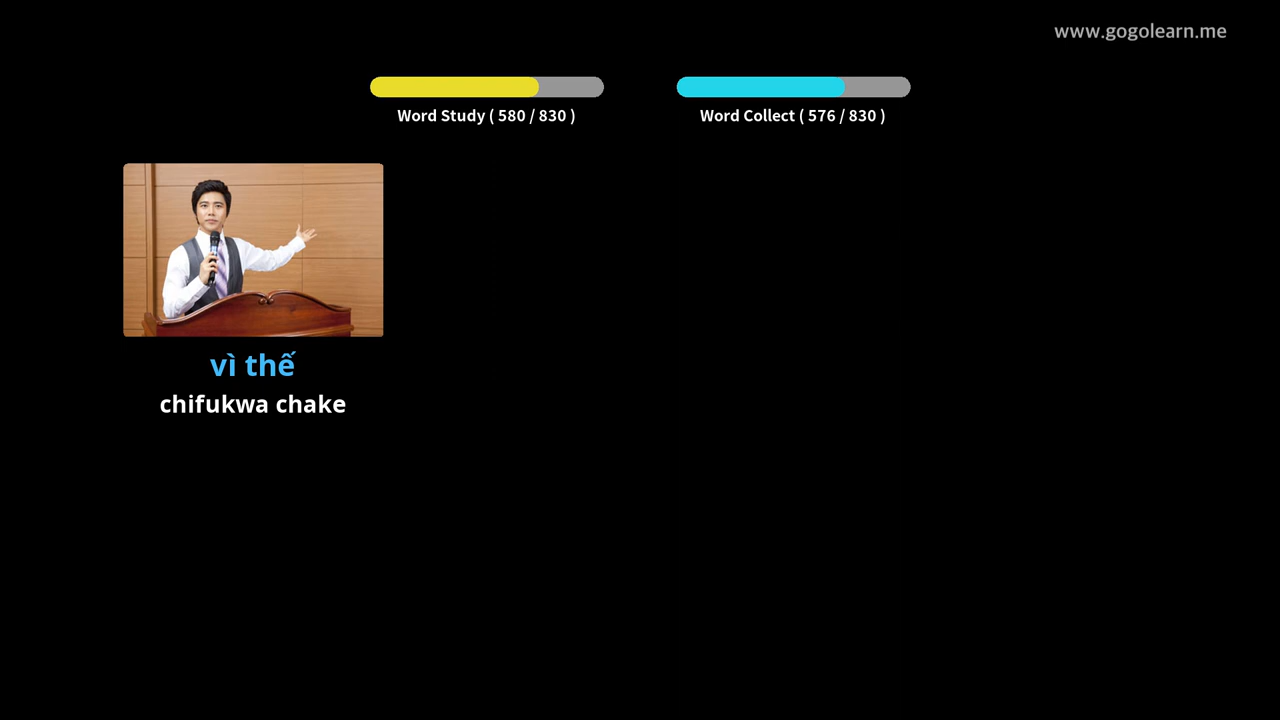 www.gogolearn.me
Word Study ( 580 / 830 )
Word Collect ( 576 / 830 )
vì thế
chifukwa chake